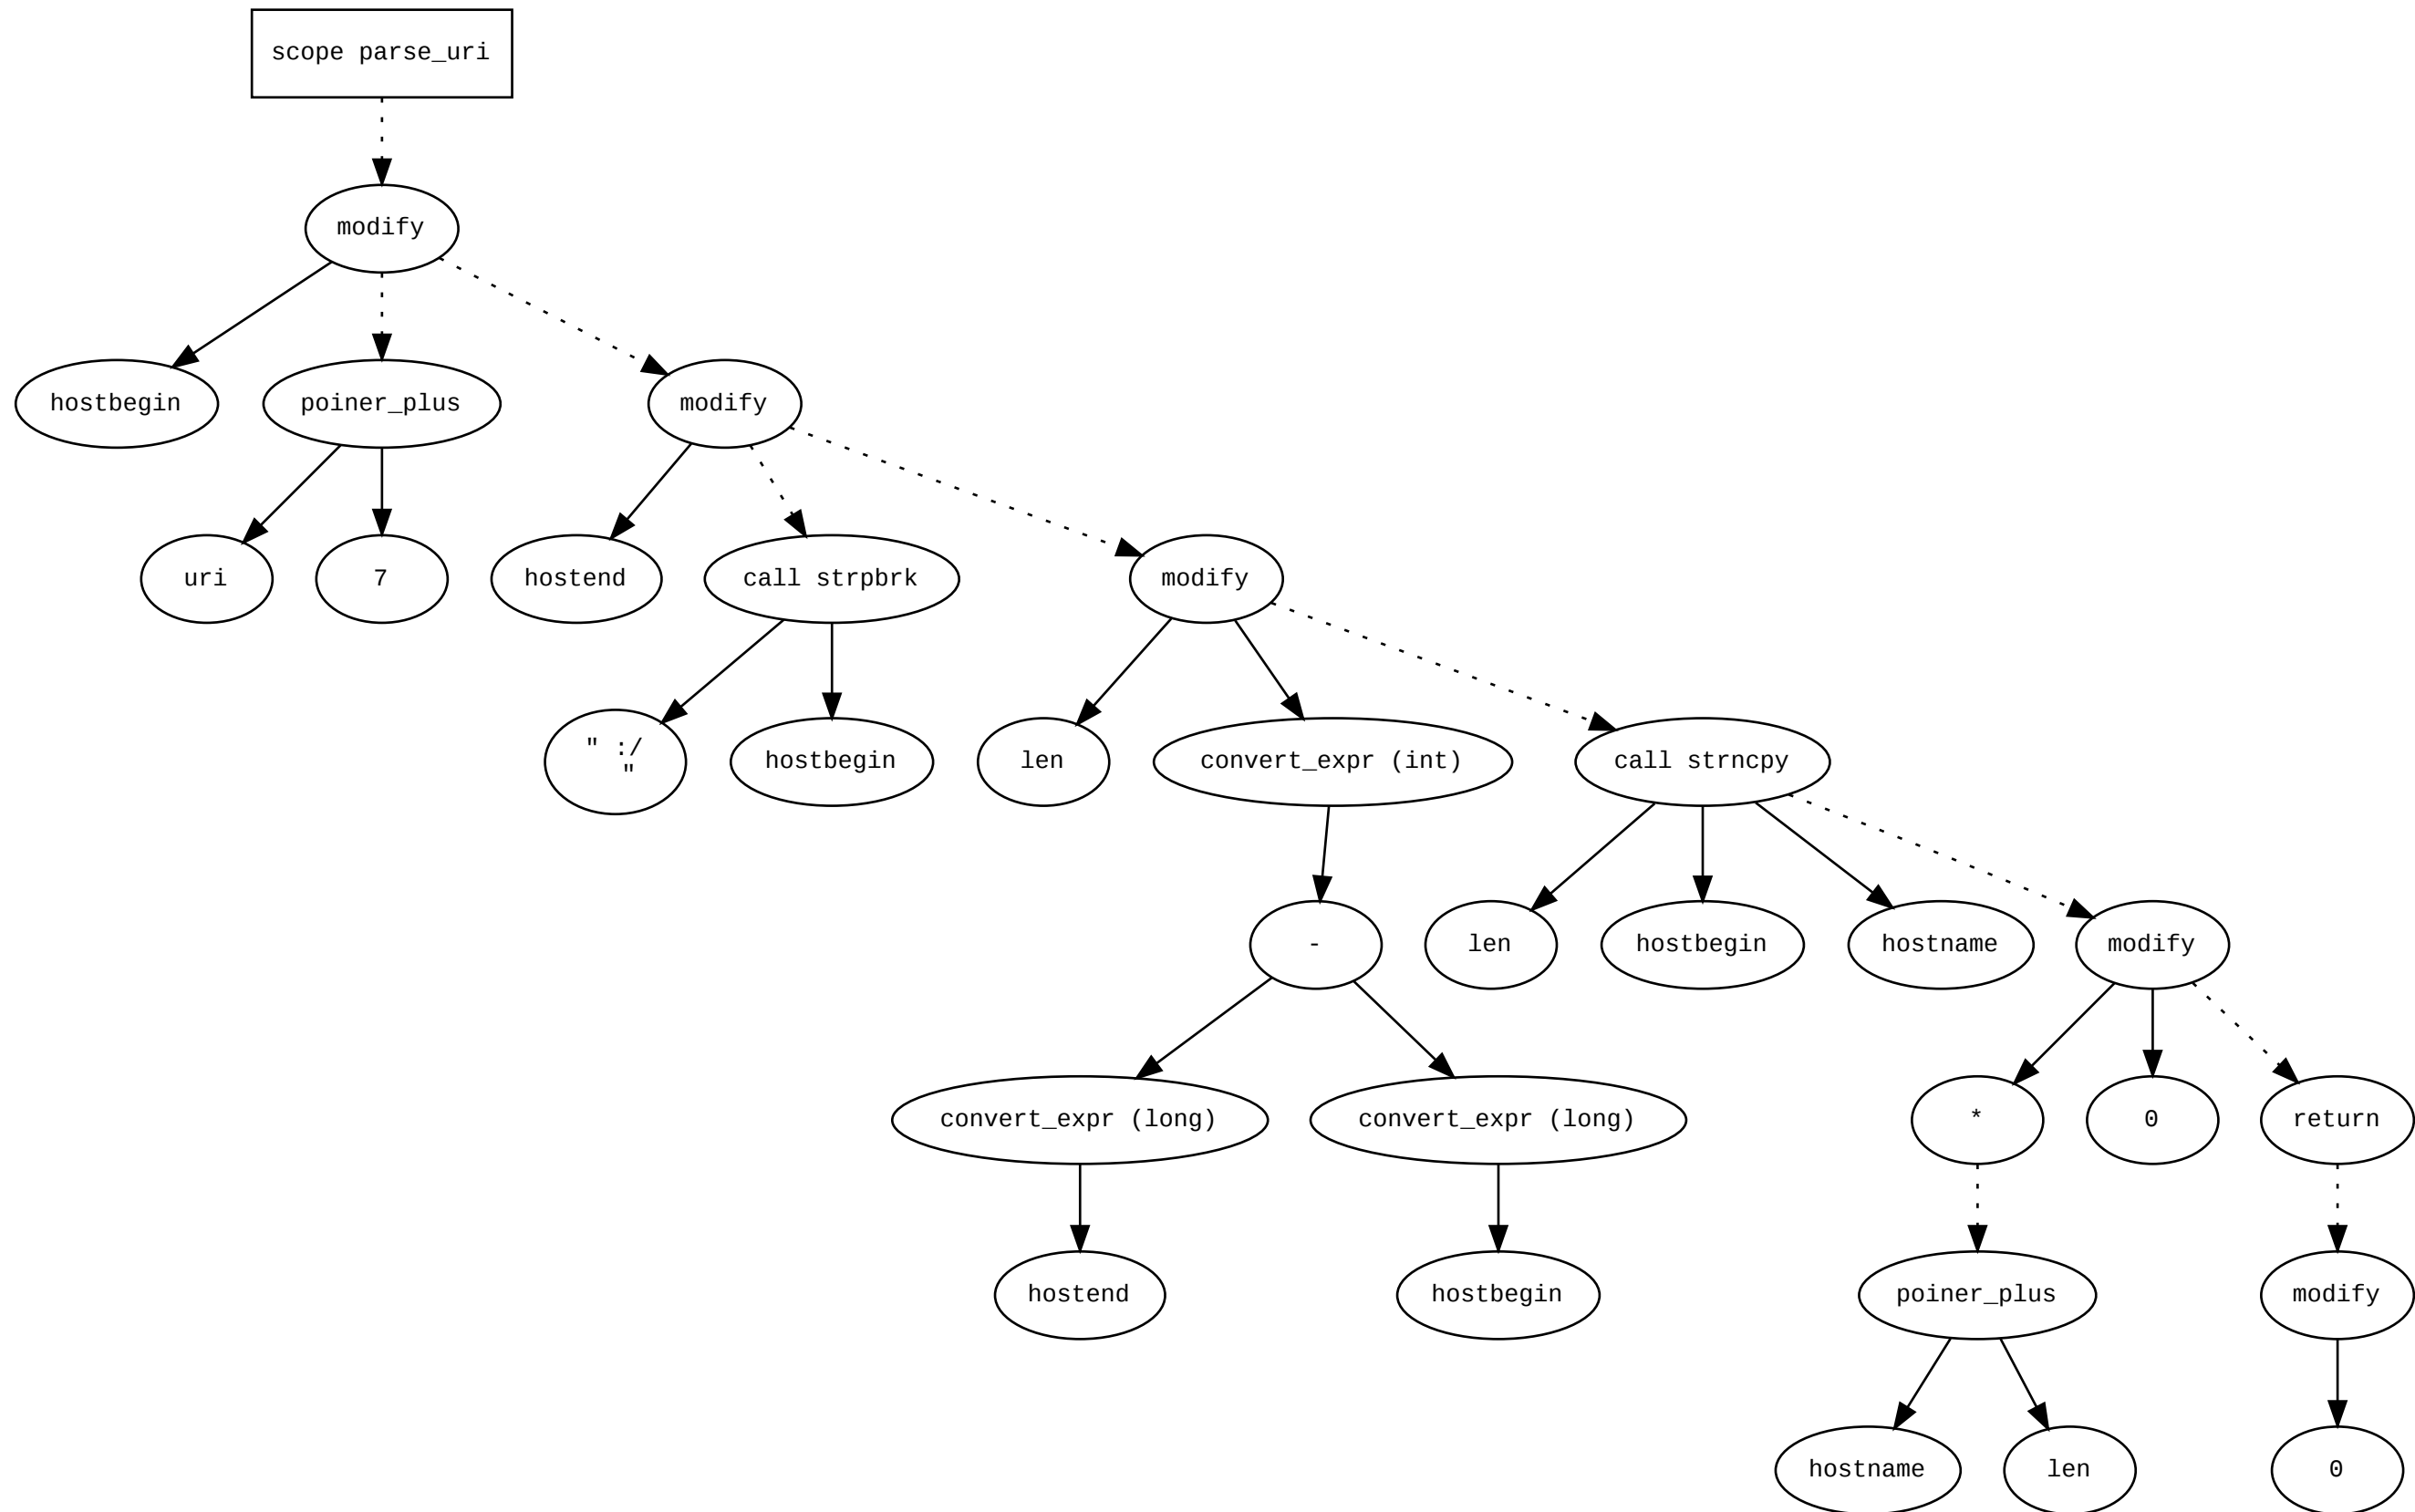 scope parse_uri
modify
hostbegin
poiner_plus
modify
uri
7
hostend
call strpbrk
modify
" :/
"
hostbegin
len
convert_expr (int)
call strncpy
-
len
hostbegin
hostname
modify
convert_expr (long)
convert_expr (long)
*
0
return
hostend
hostbegin
poiner_plus
modify
hostname
len
0